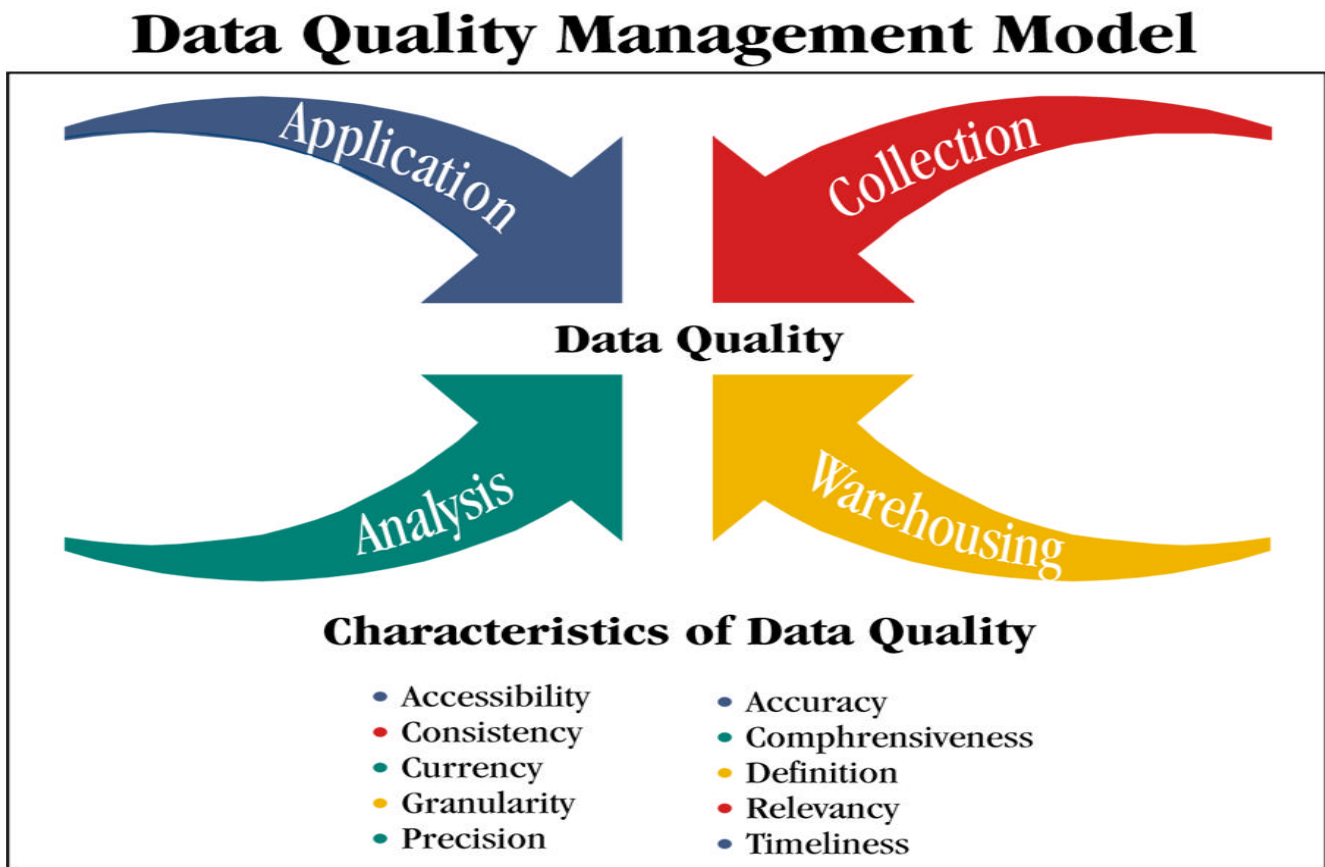 Data Quality Management Model
Application
Collection
Data Quality
Analysis
Warehousing
Characteristics of Data Quality
• Accessibility
• Consistency
• Currency
• Granularity
• Precision
• Accuracy
• Comphrensiveness
• Definition
• Relevancy
• Timeliness